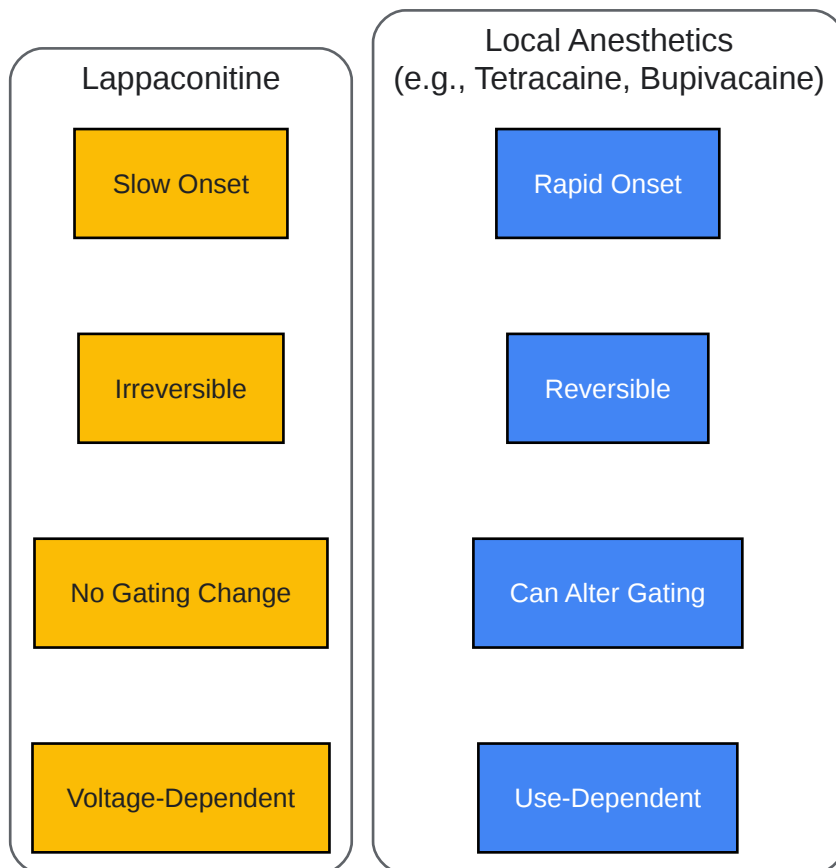 Lappaconitine
Slow Onset
Irreversible
No Gating Change
Voltage-Dependent
Local Anesthetics
(e.g., Tetracaine, Bupivacaine)
Rapid Onset
Reversible
Can Alter Gating
Use-Dependent